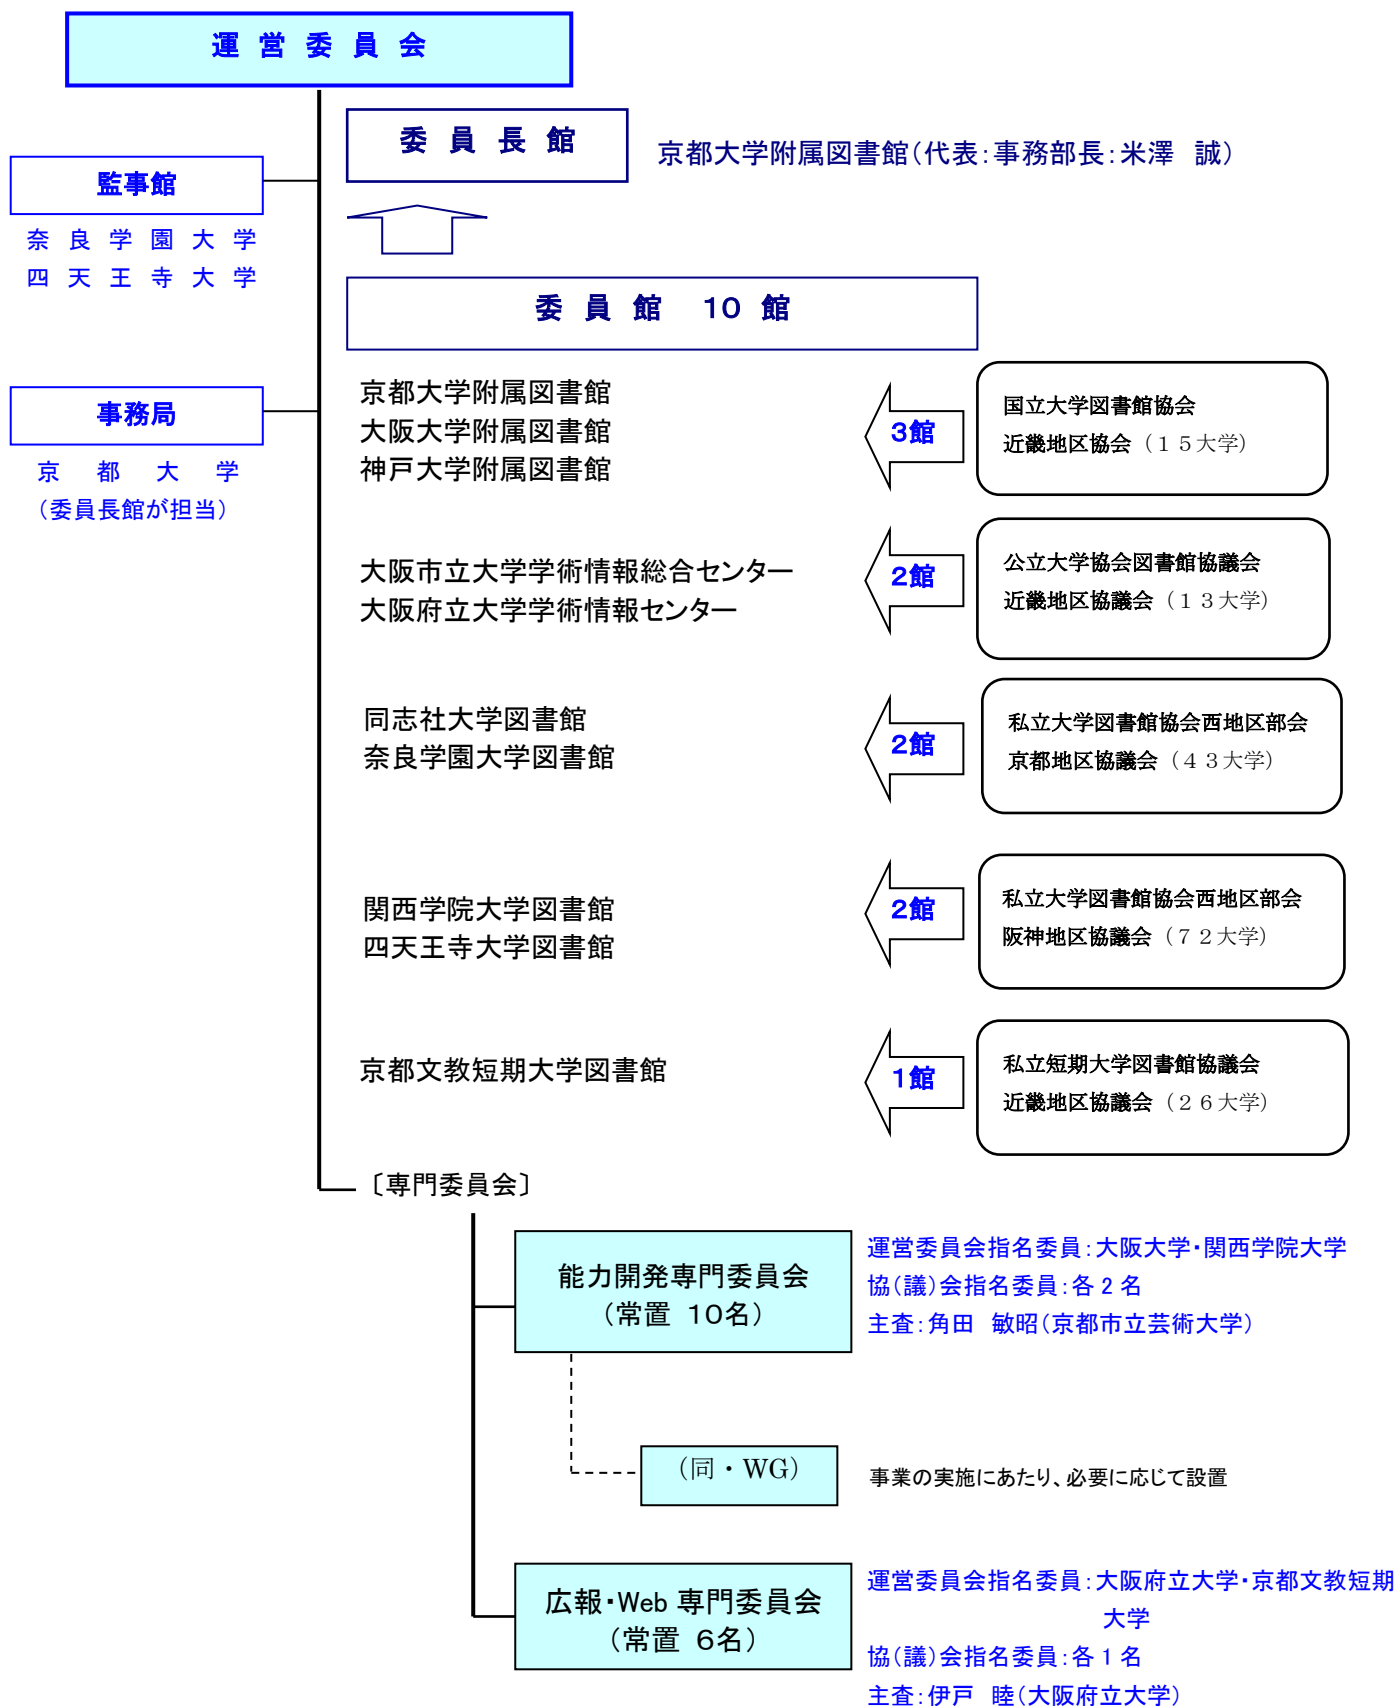 運営委員会
委員長館
京都大学附属図書館（代表：事務部長：米澤　誠）
監事館
奈良学園大学
四天王寺大学
委員館　１０館
事務局
京都大学
（委員長館が担当）
京都大学附属図書館
大阪大学附属図書館
神戸大学附属図書館
３館
国立大学図書館協会
近畿地区協会（１５大学）
大阪市立大学学術情報総合センター
大阪府立大学学術情報センター
２館
公立大学協会図書館協議会
近畿地区協議会（１３大学）
同志社大学図書館
奈良学園大学図書館
２館
私立大学図書館協会西地区部会
京都地区協議会（４３大学）
関西学院大学図書館
四天王寺大学図書館
２館
私立大学図書館協会西地区部会
阪神地区協議会（７２大学）
京都文教短期大学図書館
１館
私立短期大学図書館協議会
近畿地区協議会（２６大学）
〔専門委員会〕
能力開発専門委員会
（常置　１０名）
運営委員会指名委員：大阪大学・関西学院大学
協（議）会指名委員：各 2 名
主査：角田　敏昭（京都市立芸術大学）
（同・WG）
事業の実施にあたり、必要に応じて設置
広報・Web 専門委員会
（常置　６名）
運営委員会指名委員：大阪府立大学・京都文教短期
大学
協（議）会指名委員：各 1 名
主査：伊戸　睦（大阪府立大学）